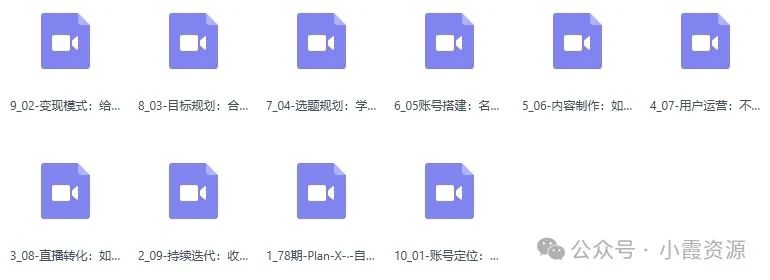 9_02-变现模式：给...
8_03-目标规划：合...
7_04-选题规划：学...
6_05账号搭建：名...
5_06-内容制作：如...
4_07-用户运营：不...
3_08-直播转化：如...
2_09-持续迭代：收...
1_78期-Plan-X-·-自...
10_01-账号定位：...
公众号·小霞资源